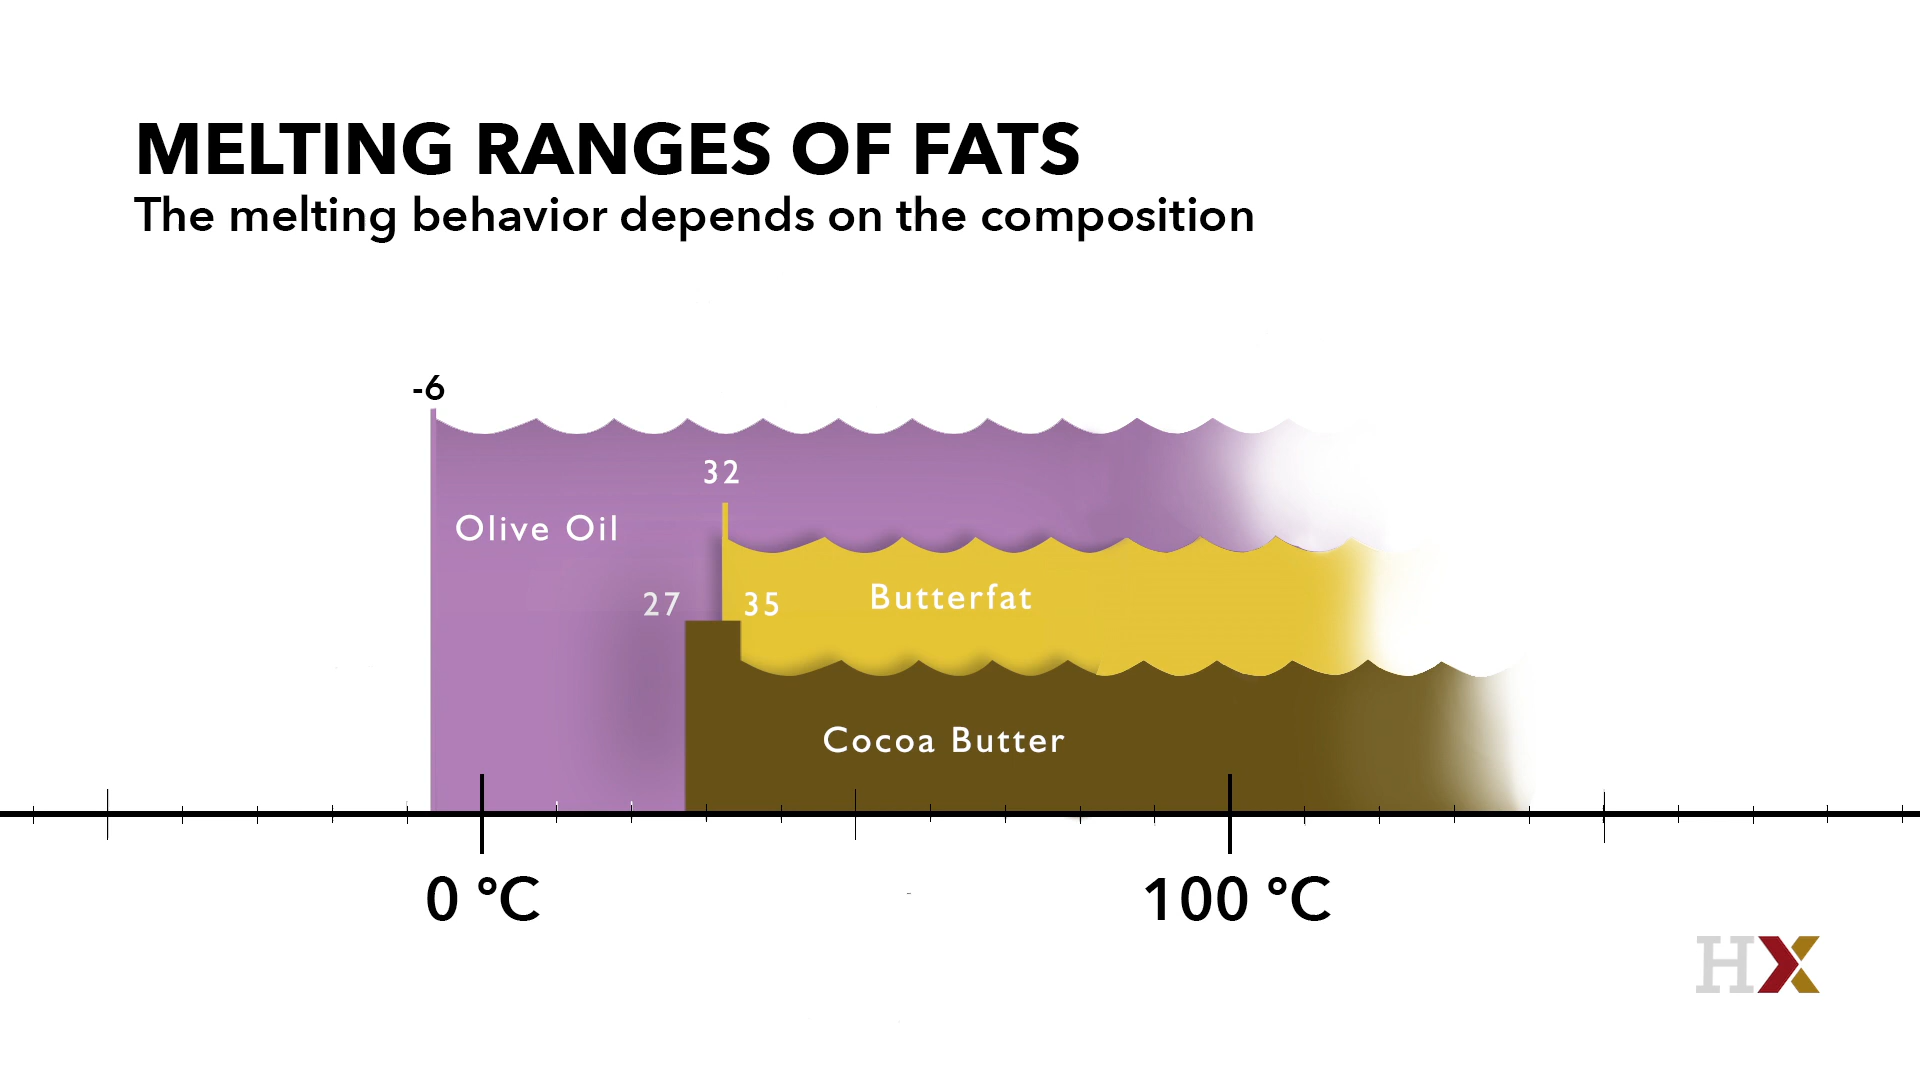 MELTING RANGES OF FATS
The melting behavior depends on the composition
-6
32
Olive Oil
27
35
Butterfat
Cocoa Butter
0 °C
100 °C
HX